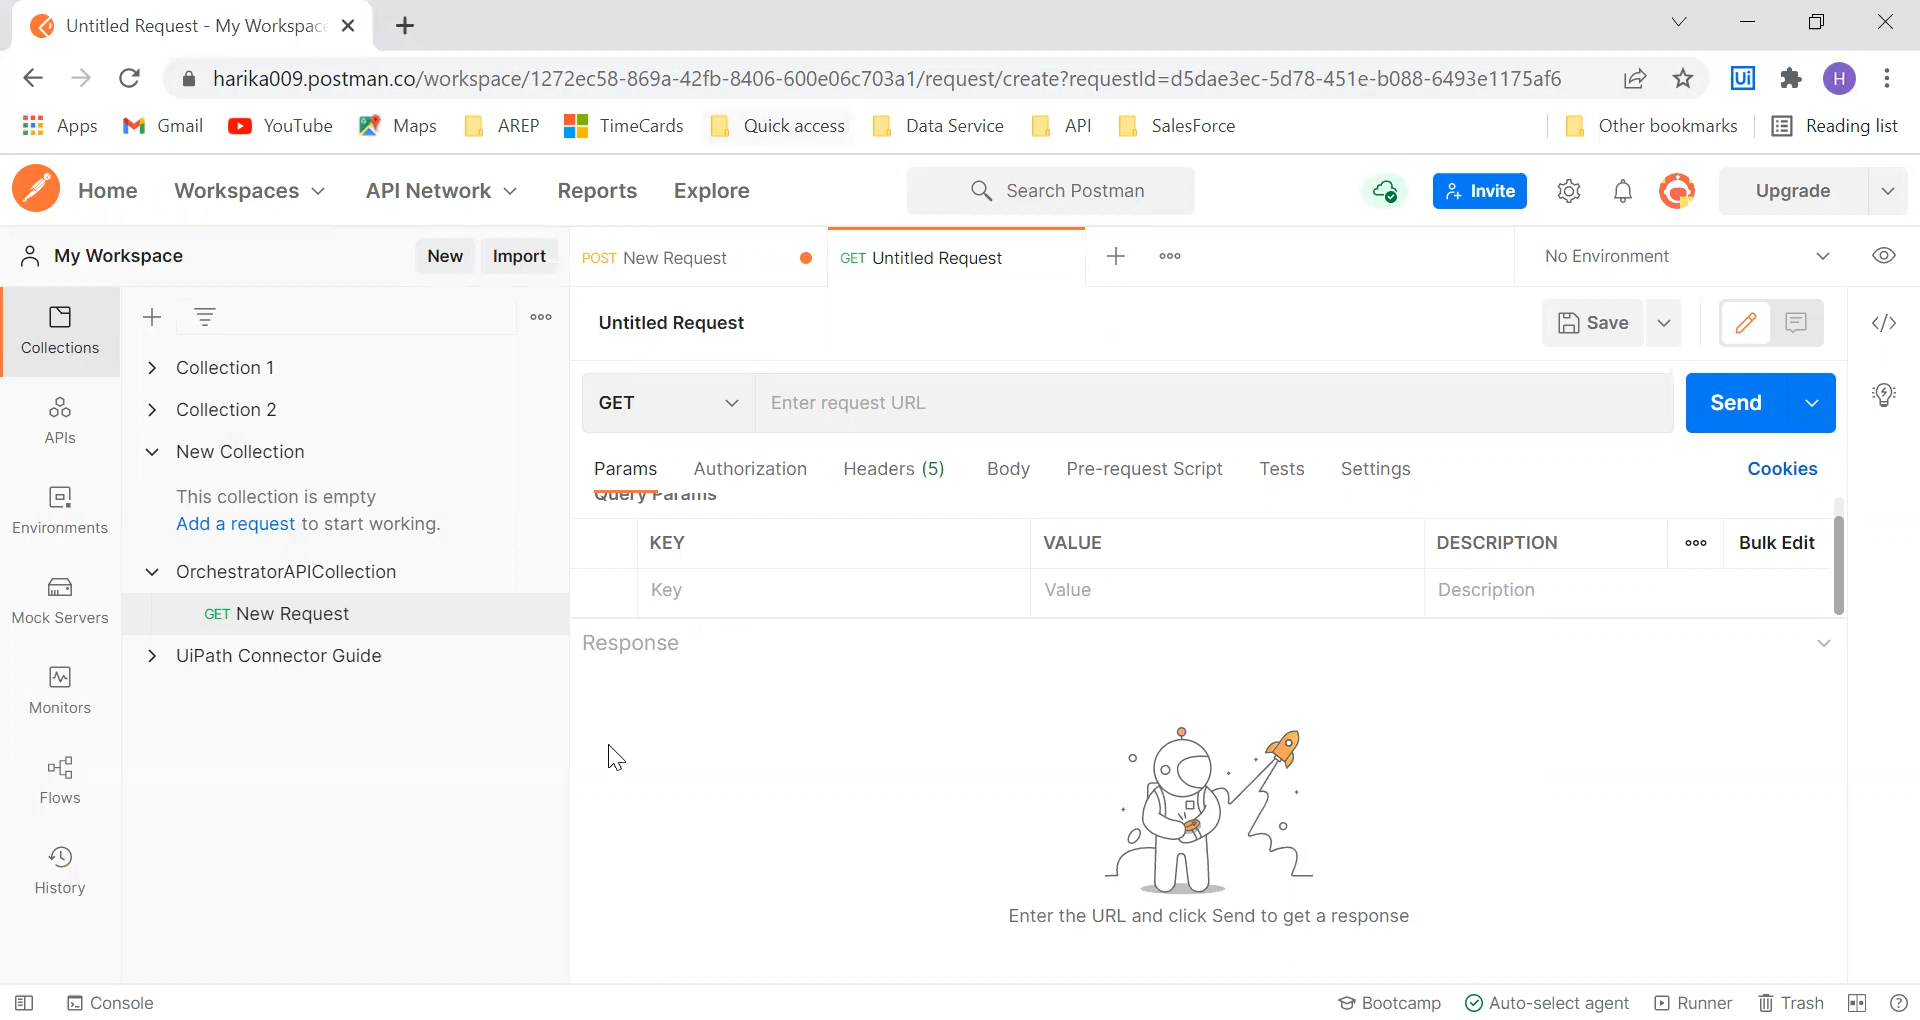 Untitled Request - My Workspac
harika009.postman.co/workspace/1272ec58-869a-42fb-8406-600e06c703a1/request/create?requestId=d5dae3ec-5d78-451e-b088-6493e1175af6
Ui
H
Apps
Gmail
YouTube
Maps
AREP
TimeCards
Quick access
Data Service
API
SalesForce
Other bookmarks
Reading list
Home
Workspaces
API Network
Reports
Explore
Search Postman
Invite
Upgrade
My Workspace
New
Import
POST New Request
GET Untitled Request
No Environment
Collections
APIs
Environments
Mock Servers
Monitors
Flows
History
Collection 1
Collection 2
New Collection
This collection is empty
Add a request to start working.
OrchestratorAPICollection
GET New Request
UiPath Connector Guide
Untitled Request
Save
GET
Enter request URL
Send
Params
Authorization
Headers (5)
Body
Pre-request Script
Tests
Settings
Cookies
Query Params
KEY
VALUE
DESCRIPTION
Bulk Edit
Key
Value
Description
Response
Enter the URL and click Send to get a response
Console
Bootcamp
Auto-select agent
Runner
Trash